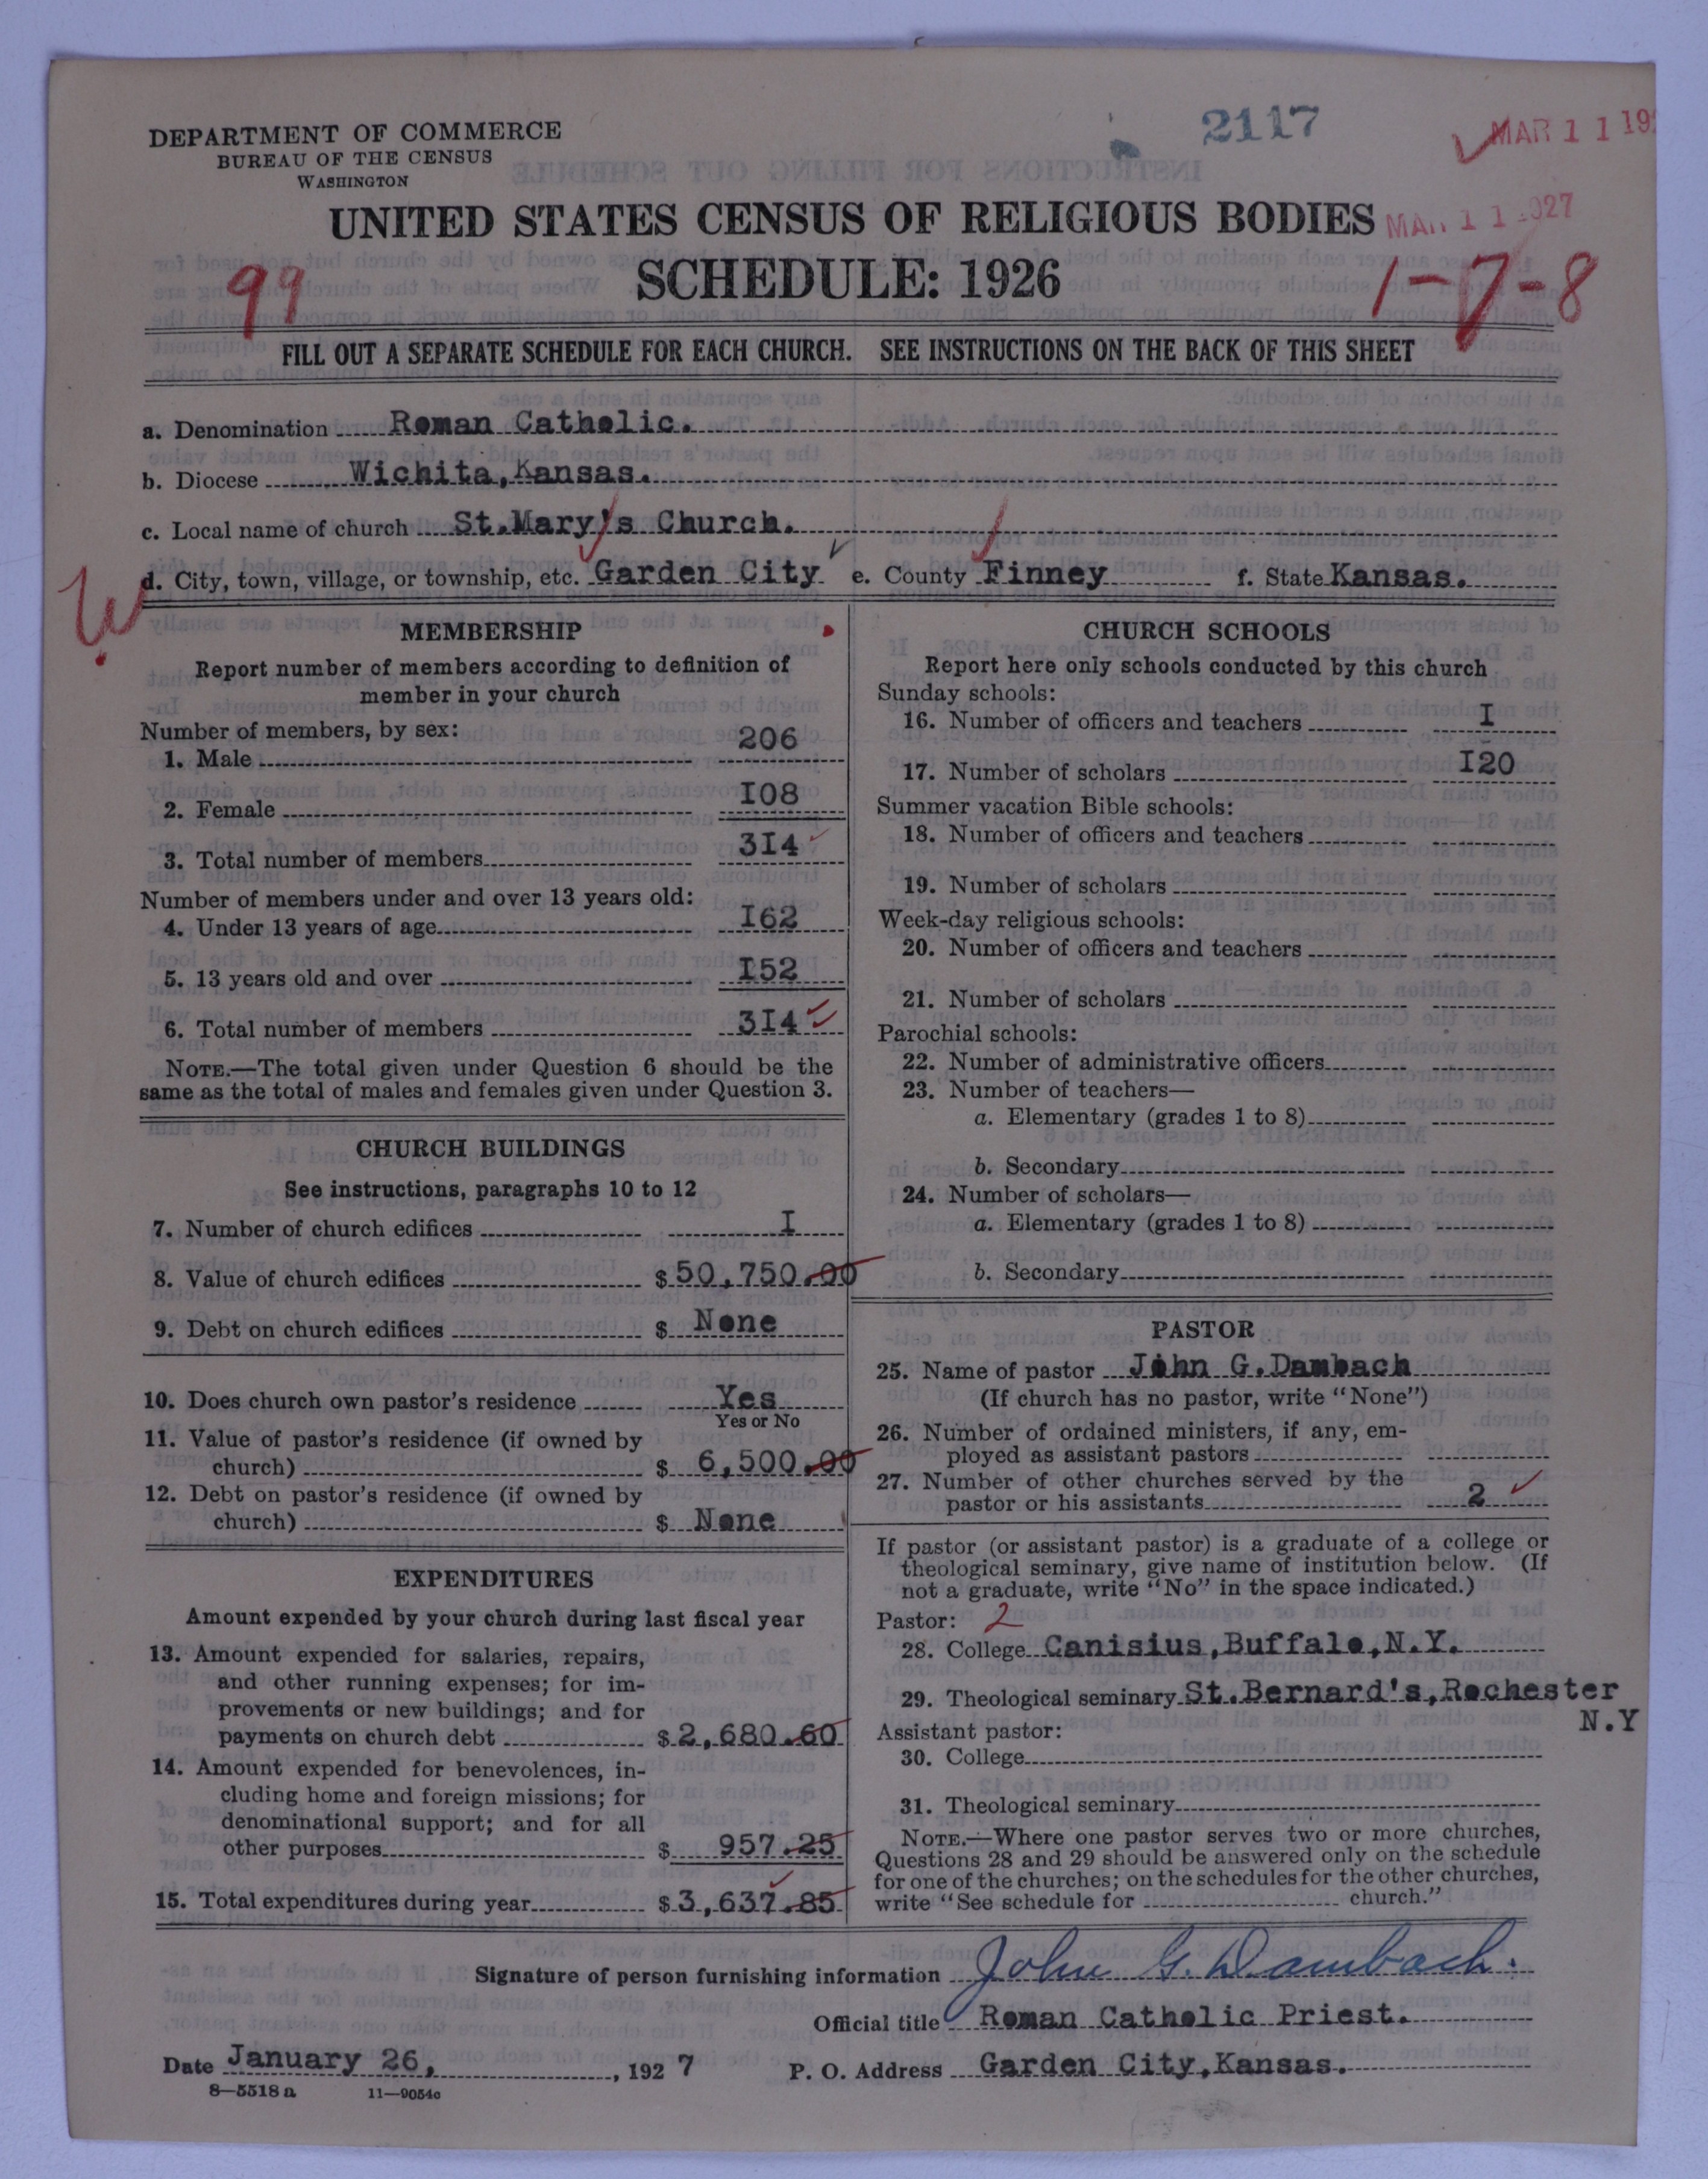 DEPARTMENT OF COMMERCE
BUREAU OF THE CENSUS
WASHINGTON
2117
MAR 11 19
MAR 11 1927
UNITED STATES CENSUS OF RELIGIOUS BODIES
SCHEDULE: 1926
99
1-7-8
FILL OUT A SEPARATE SCHEDULE FOR EACH CHURCH. SEE INSTRUCTIONS ON THE BACK OF THIS SHEET
a. Denomination Roman Catholic.
b. Diocese Wichita, Kansas.
c. Local name of church St.Mary's Church.
d. City, town, village, or township, etc. Garden City e. County Finney f. State Kansas.
MEMBERSHIP
Report number of members according to definition of
member in your church
Number of members, by sex:
1. Male 206
2. Female I08
3. Total number of members 3I4
Number of members under and over 13 years old:
4. Under 13 years of age I62
5. 13 years old and over I52
6. Total number of members 3I4
NOTE.—The total given under Question 6 should be the
same as the total of males and females given under Question 3.
CHURCH BUILDINGS
See instructions, paragraphs 10 to 12
7. Number of church edifices I
8. Value of church edifices $ 50,750.00
9. Debt on church edifices $ None
10. Does church own pastor's residence Yes
Yes or No
11. Value of pastor's residence (if owned by
church) $ 6,500.00
12. Debt on pastor's residence (if owned by
church) $ None
EXPENDITURES
Amount expended by your church during last fiscal year
13. Amount expended for salaries, repairs,
and other running expenses; for im-
provements or new buildings; and for
payments on church debt $ 2,680.60
14. Amount expended for benevolences, in-
cluding home and foreign missions; for
denominational support; and for all
other purposes $ 957.25
15. Total expenditures during year $ 3,637.85
CHURCH SCHOOLS
Report here only schools conducted by this church
Sunday schools:
16. Number of officers and teachers I
17. Number of scholars I20
Summer vacation Bible schools:
18. Number of officers and teachers
19. Number of scholars
Week-day religious schools:
20. Number of officers and teachers
21. Number of scholars
Parochial schools:
22. Number of administrative officers
23. Number of teachers—
a. Elementary (grades 1 to 8)
b. Secondary
24. Number of scholars—
a. Elementary (grades 1 to 8)
b. Secondary
PASTOR
25. Name of pastor John G.Dambach
(If church has no pastor, write "None")
26. Number of ordained ministers, if any, em-
ployed as assistant pastors
27. Number of other churches served by the
pastor or his assistants 2
If pastor (or assistant pastor) is a graduate of a college or
theological seminary, give name of institution below. (If
not a graduate, write "No" in the space indicated.)
Pastor: 2
28. College Canisius, Buffalo, N.Y.
29. Theological seminary St.Bernard's, Rochester
N.Y
Assistant pastor:
30. College
31. Theological seminary
NOTE.—Where one pastor serves two or more churches,
Questions 28 and 29 should be answered only on the schedule
for one of the churches; on the schedules for the other churches,
write "See schedule for church."
Signature of person furnishing information John G. Dambach.
Official title Roman Catholic Priest.
Date January 26, , 192 7 P. O. Address Garden City, Kansas.
8—5518 a 11—9054c